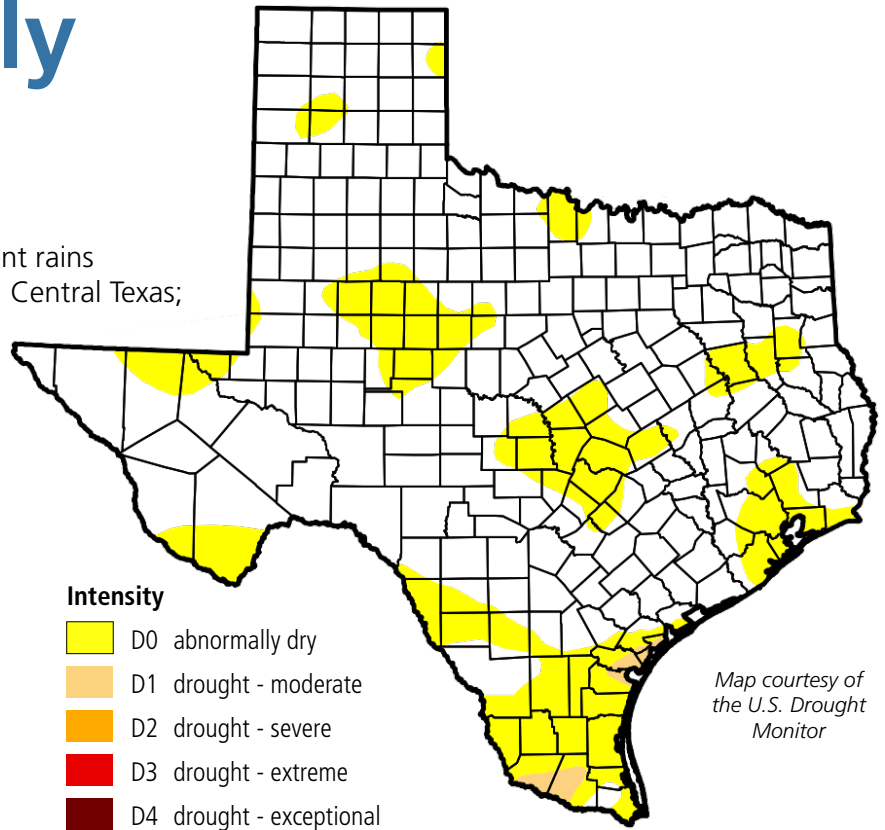 ly
nt rains
Central Texas;
Intensity
D0 abnormally dry
D1 drought - moderate
D2 drought - severe
D3 drought - extreme
D4 drought - exceptional
Map courtesy of
the U.S. Drought
Monitor